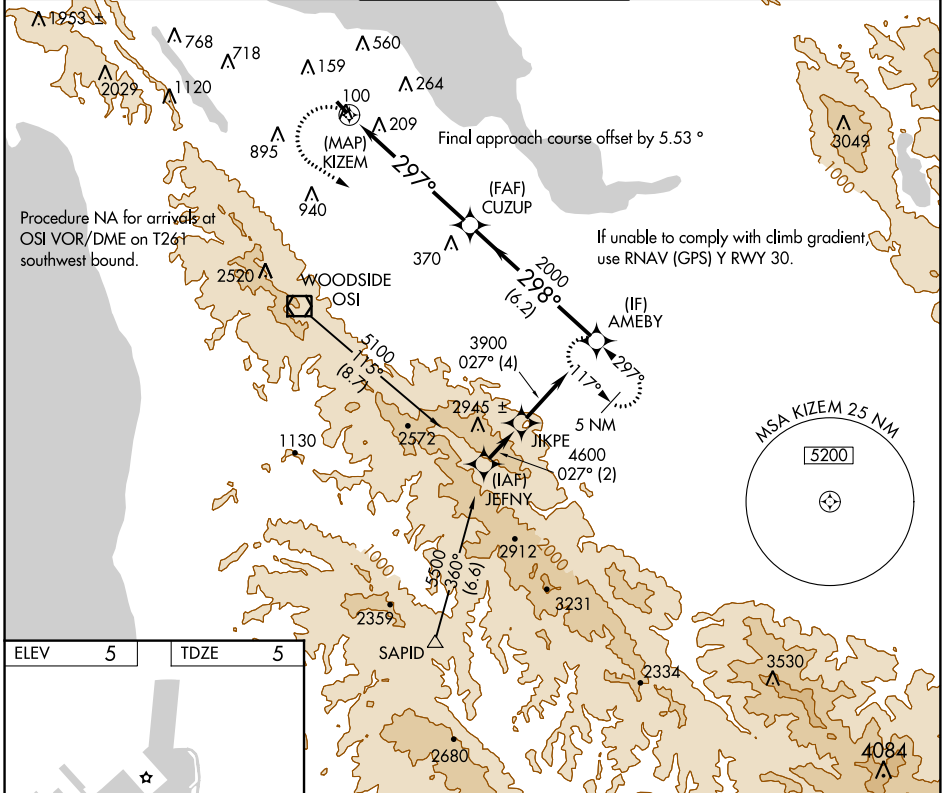 1953 ±
768
718
560
159
2029
1120
264
100
209
895
(MAP)
KIZEM
Final approach course offset by 5.53 °
3049
1000
297°
940
(FAF)
CUZUP
Procedure NA for arrivals at
OSI VOR/DME on T261
southwest bound.
370
If unable to comply with climb gradient,
use RNAV (GPS) Y RWY 30.
2520
WOODSIDE
OSI
2000
298°
(6.2)
(IF)
AMEBY
5100
115°
(8.7)
3900
027° (4)
297°
117°
5 NM
2945 ±
2572
JIKPE
4600
027° (2)
MSA KIZEM 25 NM
5200
1130
(IAF)
JEFNY
2912
2000
1000
5500
360°
(6.6)
3231
2359
SAPID
ELEV 5
TDZE 5
2334
3530
2680
4084